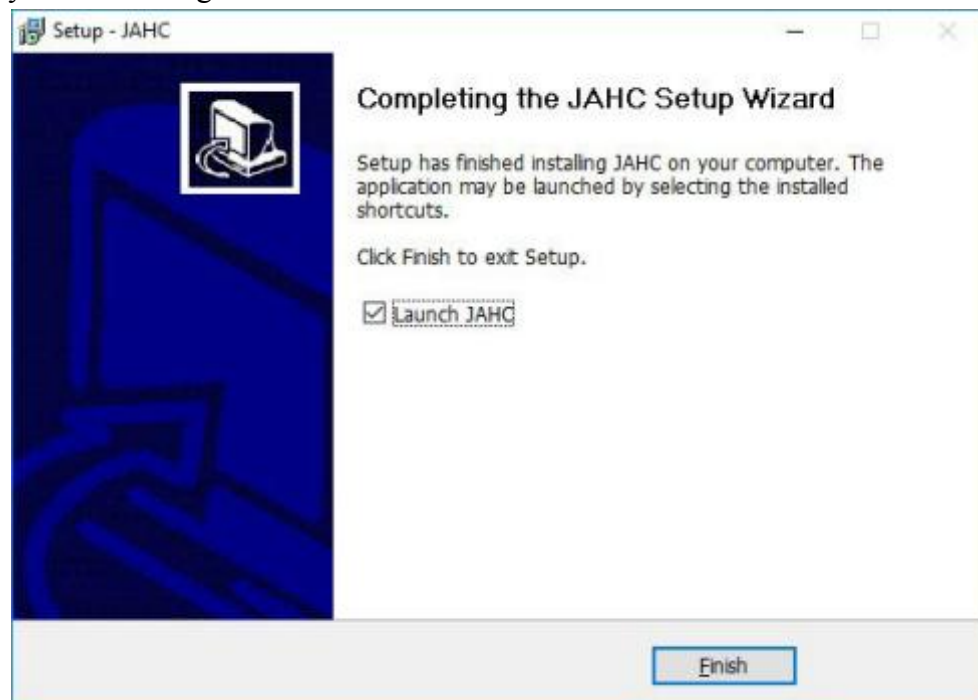 Setup - JAHC
Completing the JAHC Setup Wizard
Setup has finished installing JAHC on your computer. The
application may be launched by selecting the installed
shortcuts.
Click Finish to exit Setup.
Launch JAHC
Finish